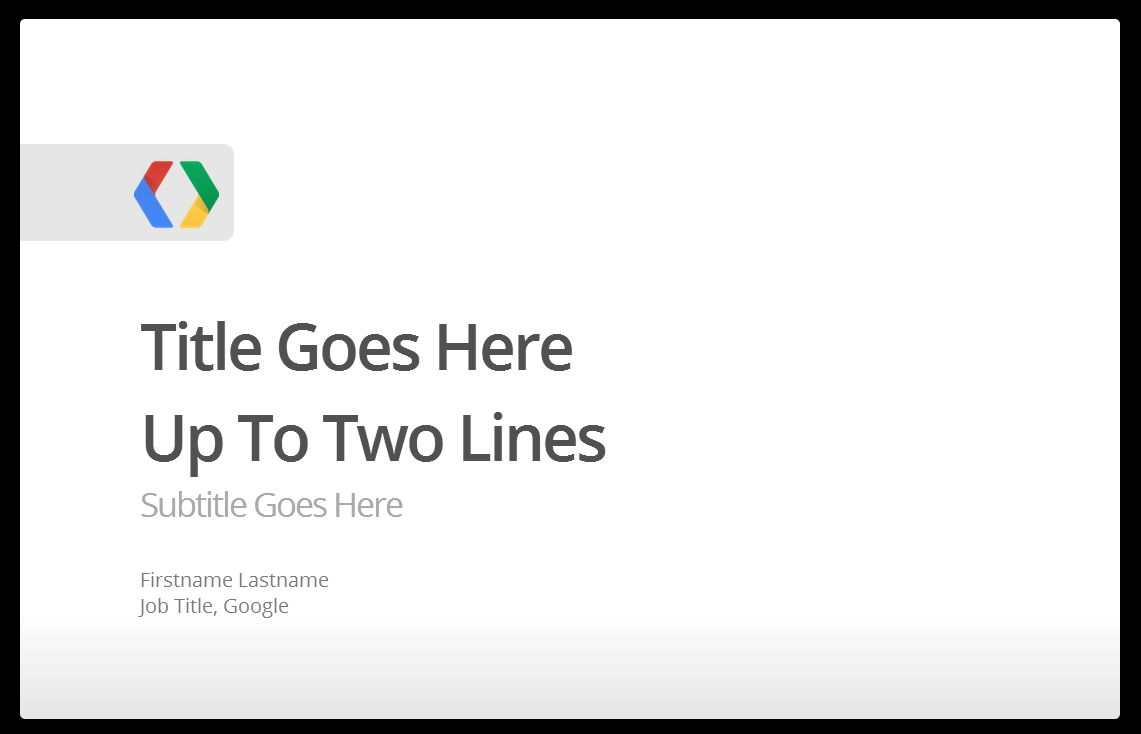 Title Goes Here
Up To Two Lines
Subtitle Goes Here
Firstname Lastname
Job Title, Google